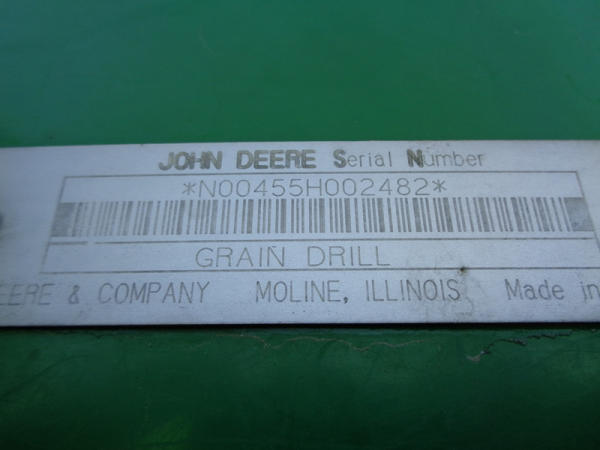 JOHN DEERE Serial Number
*N00455H002482*
GRAIN DRILL
EERE & COMPANY MOLINE, ILLINOIS Made in